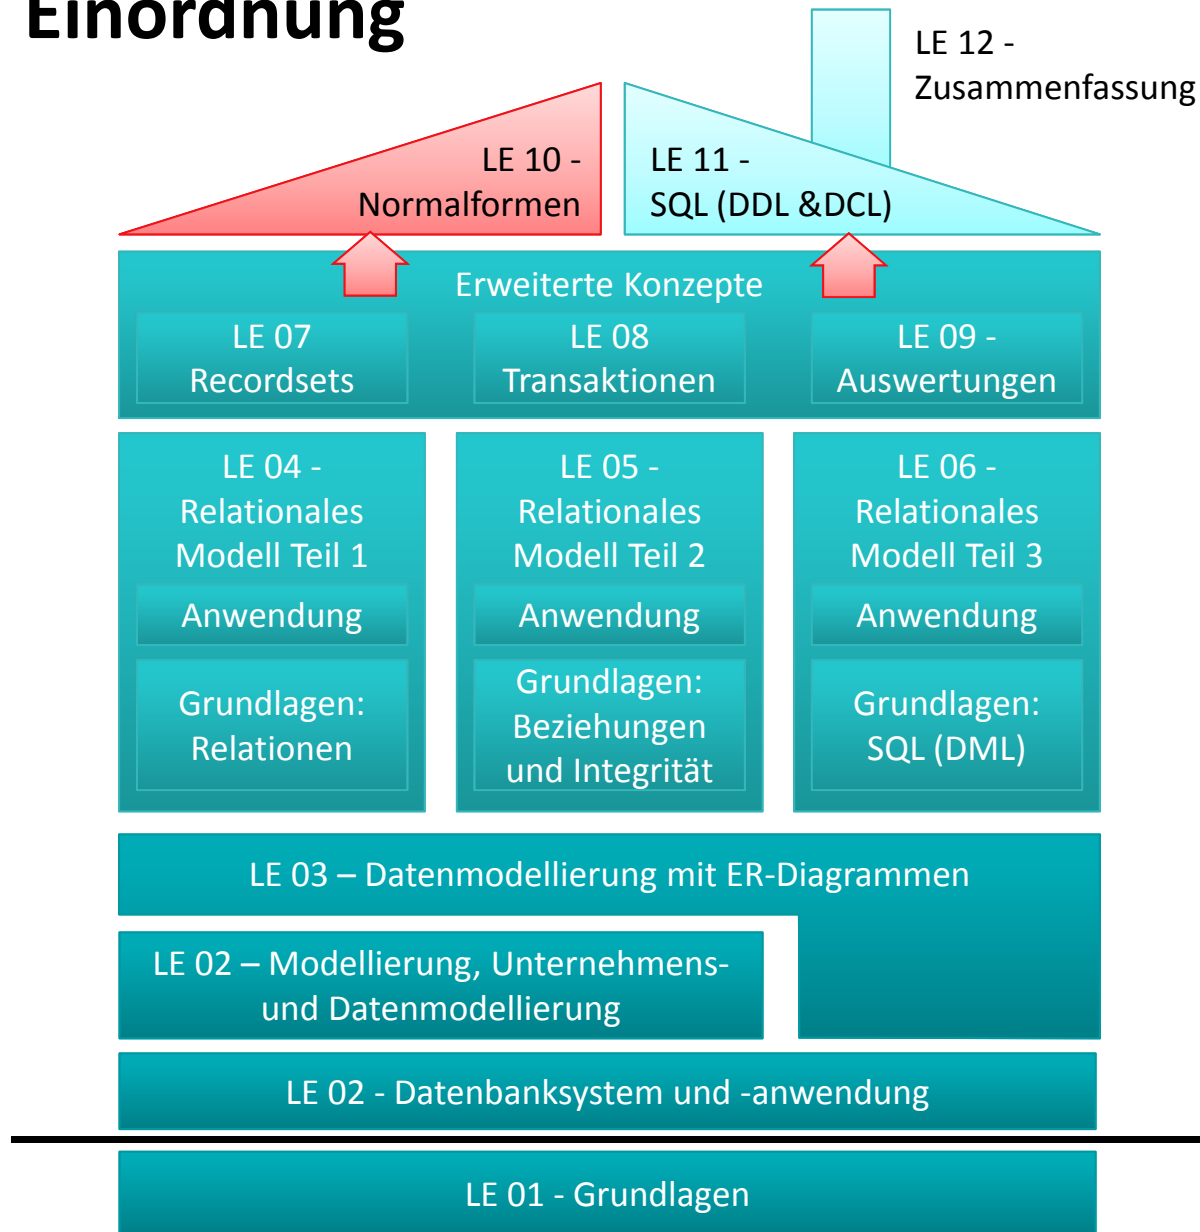 Einordnung
LE 12 -
Zusammenfassung
LE 10 -
Normalformen
LE 11 -
SQL (DDL &DCL)
Erweiterte Konzepte
LE 07
Recordsets
LE 08
Transaktionen
LE 09 -
Auswertungen
LE 04 -
Relationales
Modell Teil 1
Anwendung
Grundlagen:
Relationen
LE 05 -
Relationales
Modell Teil 2
Anwendung
Grundlagen:
Beziehungen
und Integrität
LE 06 -
Relationales
Modell Teil 3
Anwendung
Grundlagen:
SQL (DML)
LE 03 – Datenmodellierung mit ER-Diagrammen
LE 02 – Modellierung, Unternehmens-
und Datenmodellierung
LE 02 - Datenbanksystem und -anwendung
LE 01 - Grundlagen